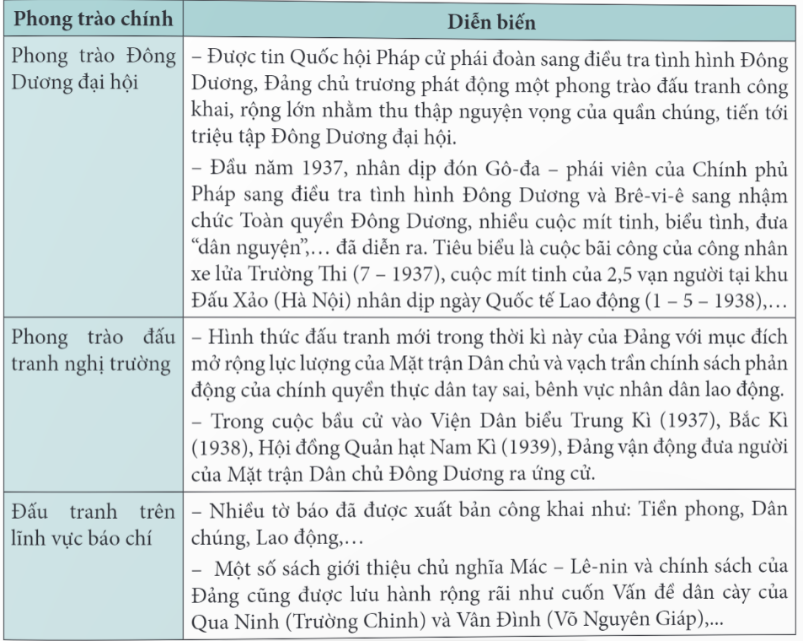 Phong trào chính
Diễn biến
Phong trào Đông
Dương đại hội
– Được tin Quốc hội Pháp cử phái đoàn sang điều tra tình hình Đông
Dương, Đảng chủ trương phát động một phong trào đấu tranh công
khai, rộng lớn nhằm thu thập nguyện vọng của quần chúng, tiến tới
triệu tập Đông Dương đại hội.
– Đầu năm 1937, nhân dịp đón Gô-đa – phái viên của Chính phủ
Pháp sang điều tra tình hình Đông Dương và Brê-vi-ê sang nhậm
chức Toàn quyền Đông Dương, nhiều cuộc mít tinh, biểu tình, đưa
“dân nguyện”,… đã diễn ra. Tiêu biểu là cuộc bãi công của công nhân
xe lửa Trường Thi (7 – 1937), cuộc mít tinh của 2,5 vạn người tại khu
Đấu Xảo (Hà Nội) nhân dịp ngày Quốc tế Lao động (1 – 5 – 1938),…
Phong trào đấu
tranh nghị trường
– Hình thức đấu tranh mới trong thời kì này của Đảng với mục đích
mở rộng lực lượng của Mặt trận Dân chủ và vạch trần chính sách phản
động của chính quyền thực dân tay sai, bênh vực nhân dân lao động.
– Trong cuộc bầu cử vào Viện Dân biểu Trung Kì (1937), Bắc Kì
(1938), Hội đồng Quản hạt Nam Kì (1939), Đảng vận động đưa người
của Mặt trận Dân chủ Đông Dương ra ứng cử.
Đấu tranh trên
lĩnh vực báo chí
– Nhiều tờ báo đã được xuất bản công khai như: Tiền phong, Dân
chúng, Lao động,…
– Một số sách giới thiệu chủ nghĩa Mác – Lê-nin và chính sách của
Đảng cũng được lưu hành rộng rãi như cuốn Vấn đề dân cày của
Qua Ninh (Trường Chinh) và Vân Đình (Võ Nguyên Giáp),...